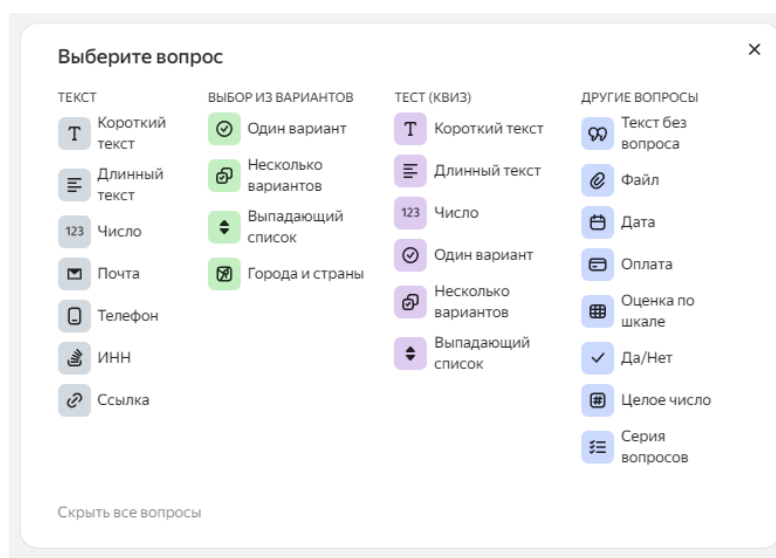 Выберите вопрос
ТЕКСТ
Короткий
текст
Длинный
текст
123 Число
Почта
Телефон
ИНН
Ссылка
ВЫБОР ИЗ ВАРИАНТОВ
Один вариант
Несколько
вариантов
Выпадающий
список
Города и страны
ТЕСТ (КВИЗ)
T Короткий текст
Длинный текст
123 Число
Один вариант
Несколько
вариантов
Выпадающий
список
ДРУГИЕ ВОПРОСЫ
Текст без
вопроса
Файл
Дата
Оплата
Оценка по
шкале
Да/Нет
# Целое число
Серия
вопросов
Скрыть все вопросы